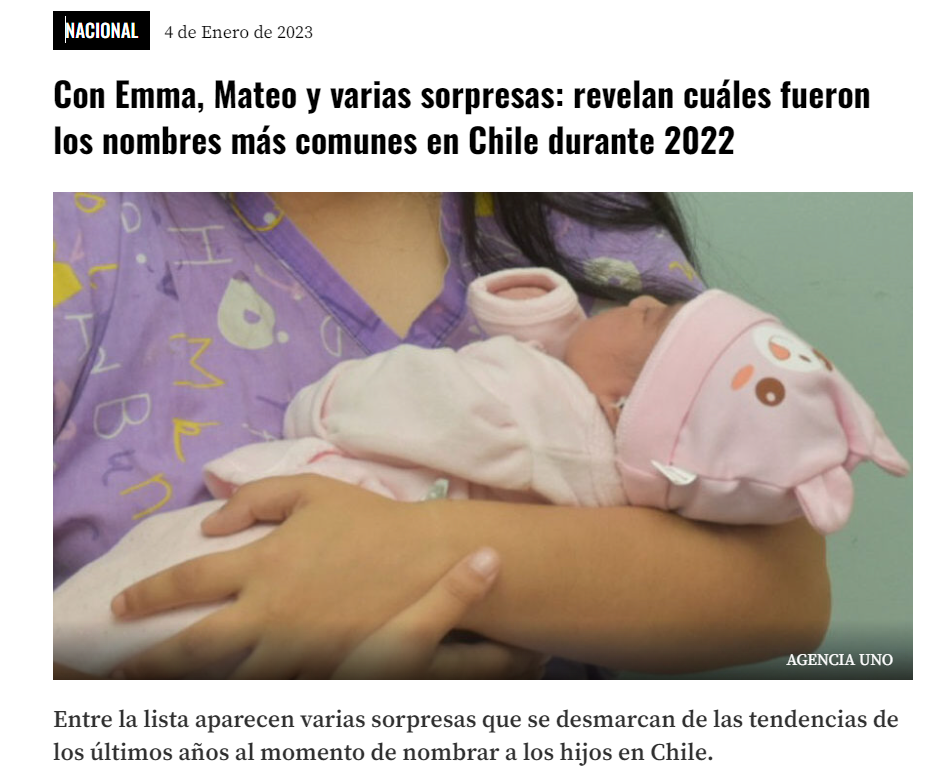 NACIONAL 4 de Enero de 2023
Con Emma, Mateo y varias sorpresas: revelan cuáles fueron
los nombres más comunes en Chile durante 2022
AGENCIA UNO
Entre la lista aparecen varias sorpresas que se desmarcan de las tendencias de
los últimos años al momento de nombrar a los hijos en Chile.